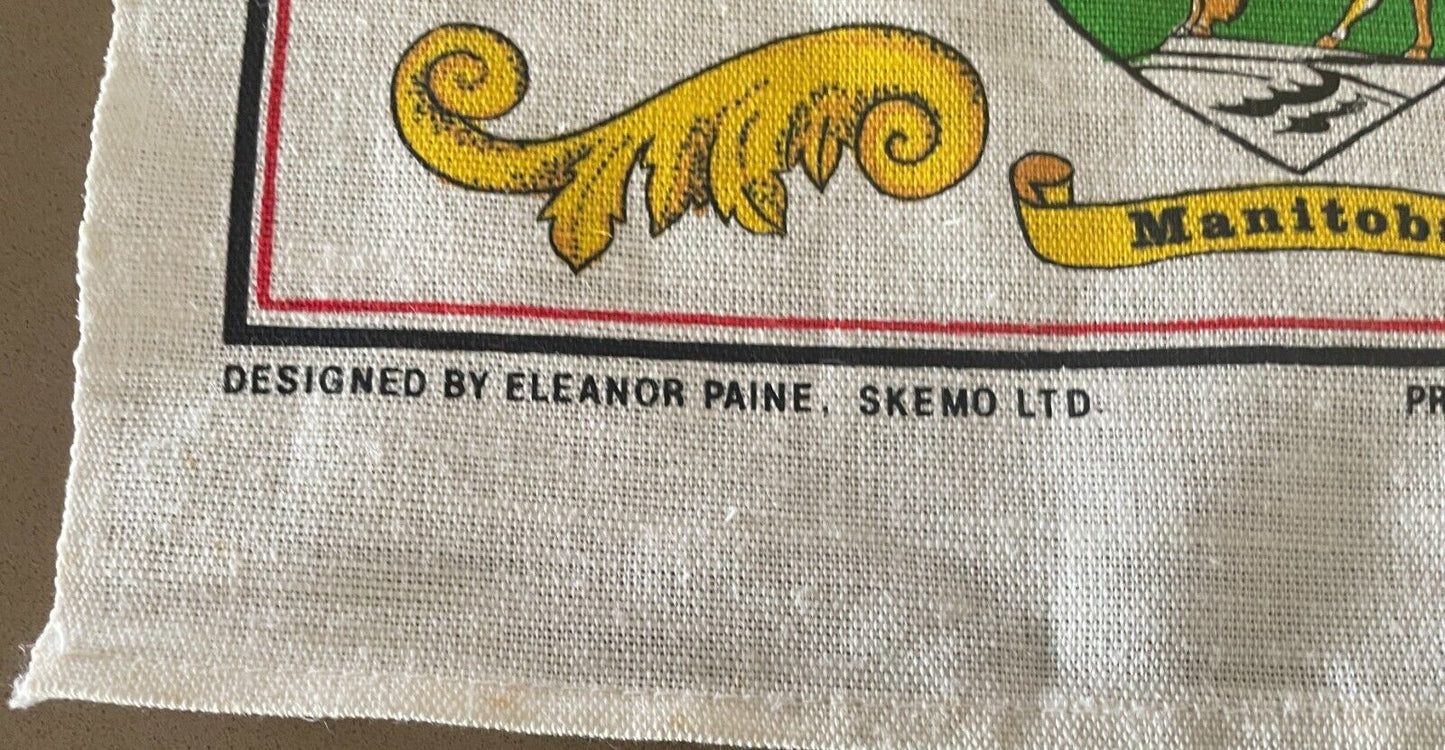 Manitob
DESIGNED BY ELEANOR PAINE, SKEMO LTD.
PR